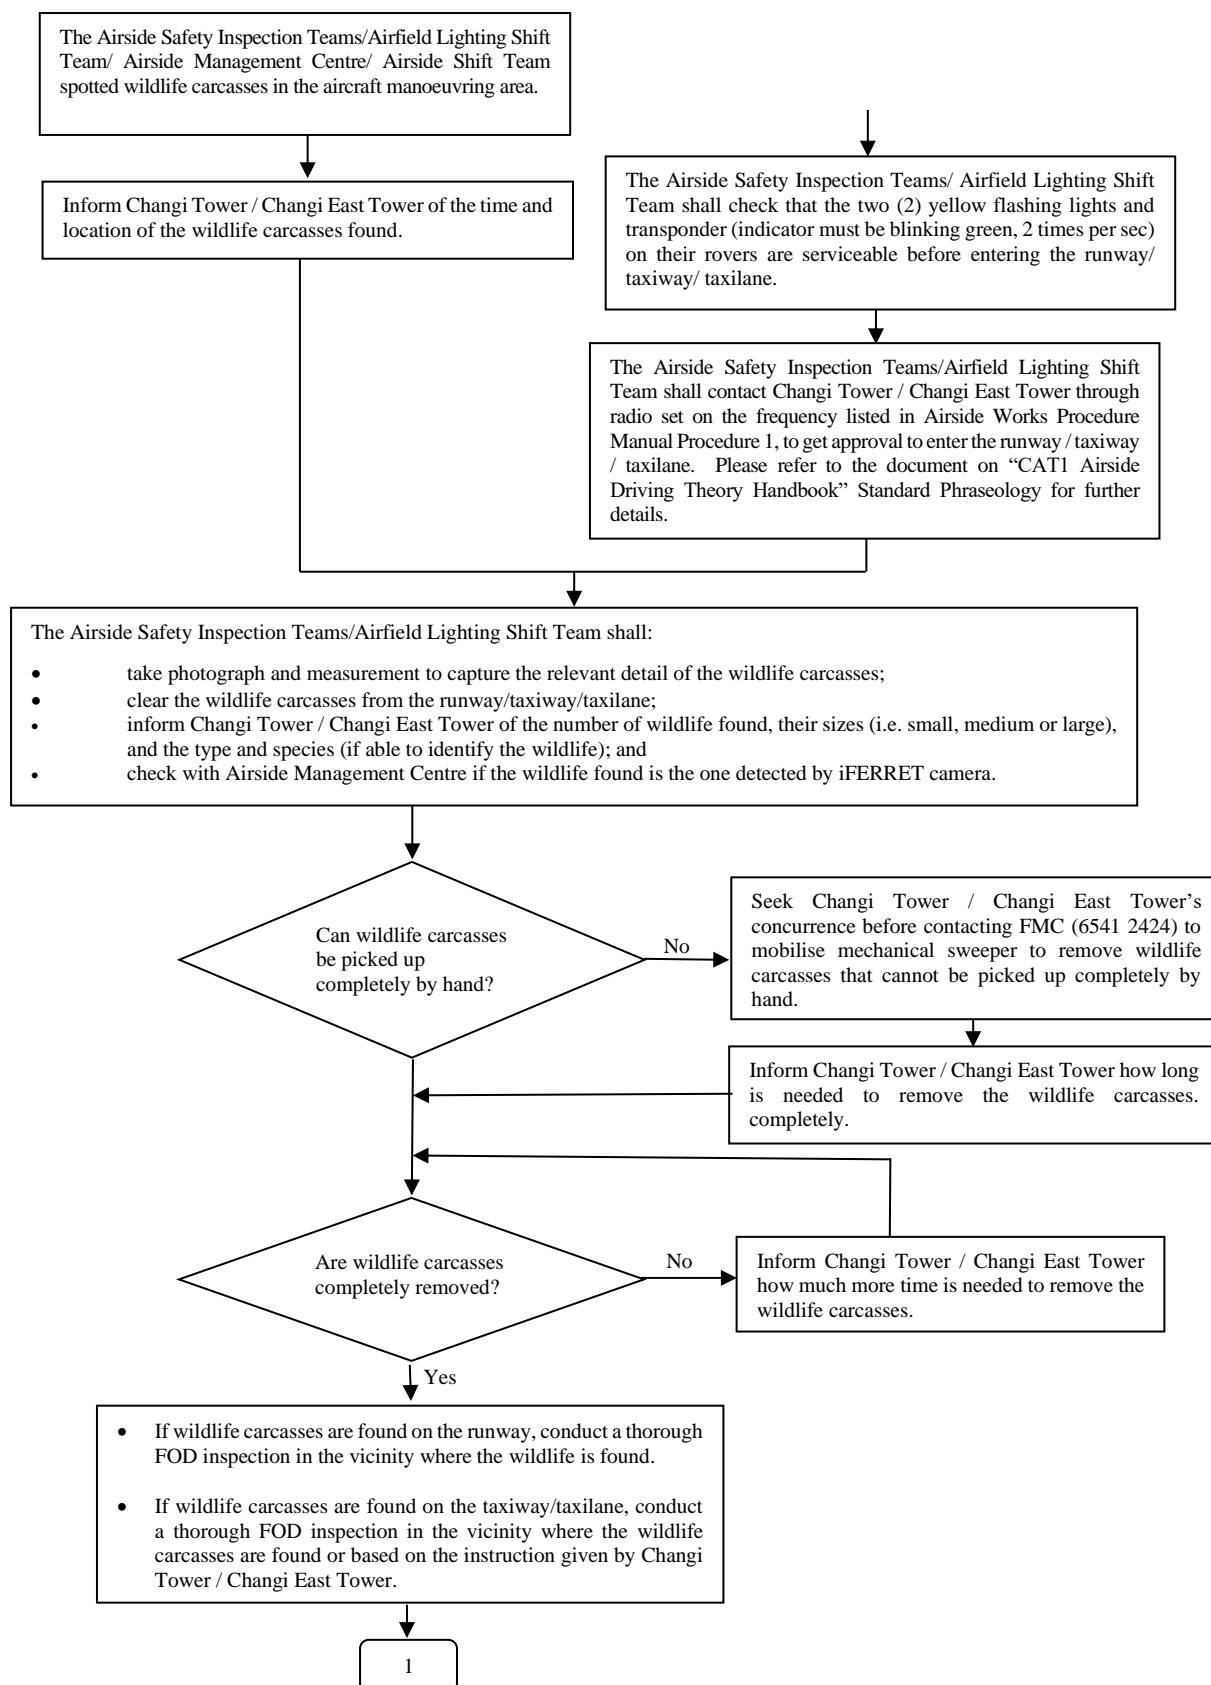 The Airside Safety Inspection Teams/Airfield Lighting Shift
Team/ Airside Management Centre/ Airside Shift Team
spotted wildlife carcasses in the aircraft manoeuvring area.
Inform Changi Tower / Changi East Tower of the time and
location of the wildlife carcasses found.
The Airside Safety Inspection Teams/ Airfield Lighting Shift
Team shall check that the two (2) yellow flashing lights and
transponder (indicator must be blinking green, 2 times per sec)
on their rovers are serviceable before entering the runway/
taxiway/ taxilane.
The Airside Safety Inspection Teams/Airfield Lighting Shift
Team shall contact Changi Tower / Changi East Tower through
radio set on the frequency listed in Airside Works Procedure
Manual Procedure 1, to get approval to enter the runway / taxiway
/ taxilane. Please refer to the document on “CAT1 Airside
Driving Theory Handbook” Standard Phraseology for further
details.
The Airside Safety Inspection Teams/Airfield Lighting Shift Team shall:
• take photograph and measurement to capture the relevant detail of the wildlife carcasses;
• clear the wildlife carcasses from the runway/taxiway/taxilane;
• inform Changi Tower / Changi East Tower of the number of wildlife found, their sizes (i.e. small, medium or large),
and the type and species (if able to identify the wildlife); and
• check with Airside Management Centre if the wildlife found is the one detected by iFERRET camera.
Can wildlife carcasses
be picked up
completely by hand?
No
Seek Changi Tower / Changi East Tower’s
concurrence before contacting FMC (6541 2424) to
mobilise mechanical sweeper to remove wildlife
carcasses that cannot be picked up completely by
hand.
Inform Changi Tower / Changi East Tower how long
is needed to remove the wildlife carcasses.
completely.
Are wildlife carcasses
completely removed?
No
Inform Changi Tower / Changi East Tower
how much more time is needed to remove the
wildlife carcasses.
Yes
• If wildlife carcasses are found on the runway, conduct a thorough
FOD inspection in the vicinity where the wildlife is found.
• If wildlife carcasses are found on the taxiway/taxilane, conduct
a thorough FOD inspection in the vicinity where the wildlife
carcasses are found or based on the instruction given by Changi
Tower / Changi East Tower.
1